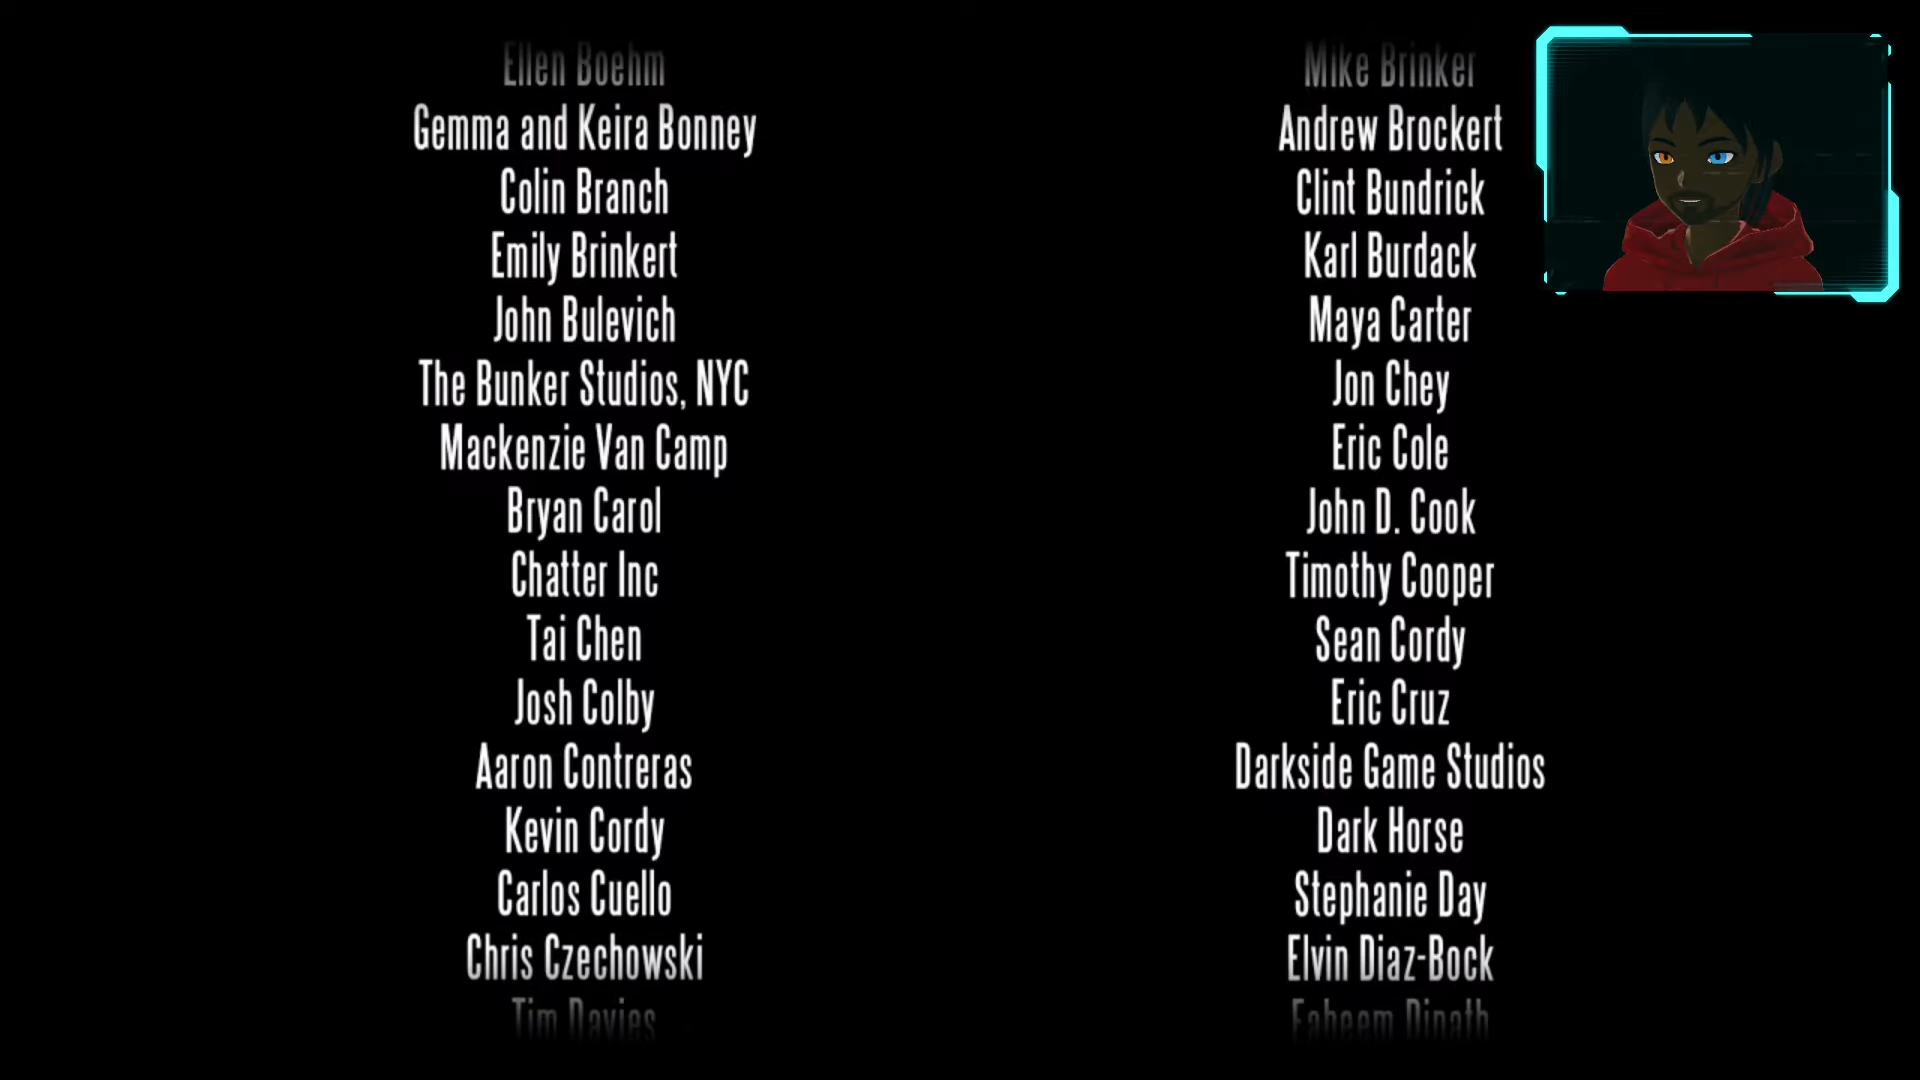 Ellen Boehm
Mike Brinker
Gemma and Keira Bonney
Andrew Brockert
Colin Branch
Clint Bundrick
Emily Brinkert
Karl Burdack
John Bulevich
Maya Carter
The Bunker Studios, NYC
Jon Chey
Mackenzie Van Camp
Eric Cole
Bryan Carol
John D. Cook
Chatter Inc
Timothy Cooper
Tai Chen
Sean Cordy
Josh Colby
Eric Cruz
Aaron Contreras
Darkside Game Studios
Kevin Cordy
Dark Horse
Carlos Cuello
Stephanie Day
Chris Czechowski
Elvin Diaz-Bock
Tim Davies
Faheem Dinath